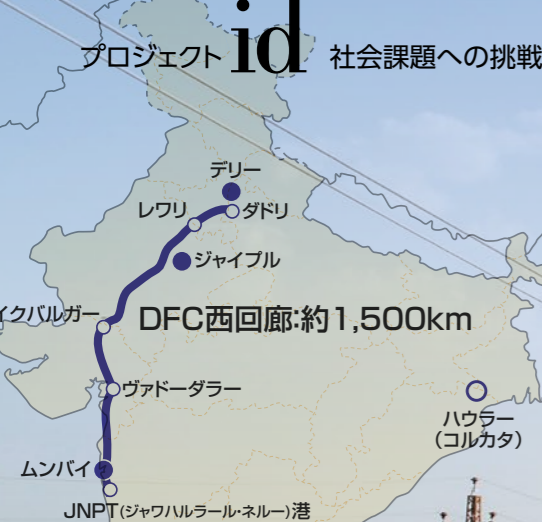 プロジェクト id 社会課題への挑戦
デリー
レワリ
ダドリ
ジャイプル
イクバルガー
DFC西回廊:約1,500km
ヴァドーダラー
ハウラー
(コルカタ)
ムンバイ
JNPT(ジャワハルラール・ネルー)港